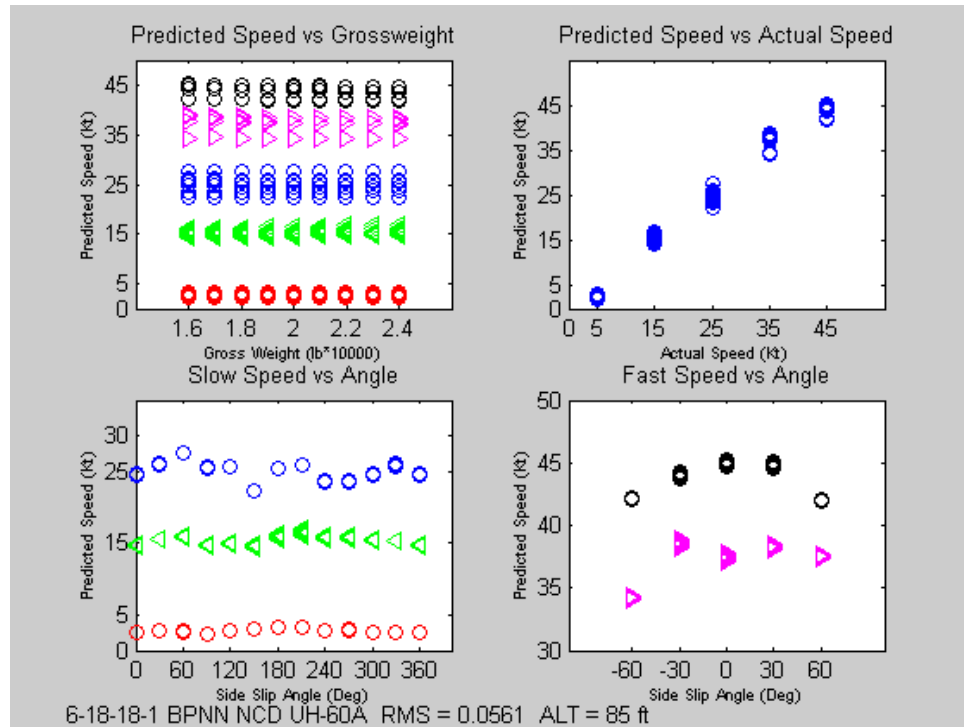 Predicted Speed vs Grossweight
Predicted Speed (Kt)
45
35
25
15
5
0
1.6 1.8 2 2.2 2.4
Gross Weight (lb*10000)
Predicted Speed vs Actual Speed
Predicted Speed (Kt)
45
35
25
15
5
0
0 5 15 25 35 45
Actual Speed (Kt)
Slow Speed vs Angle
Predicted Speed (Kt)
30
25
15
5
0
0 60 120 180 240 300 360
Side Slip Angle (Deg)
Fast Speed vs Angle
Predicted Speed (Kt)
50
45
40
35
30
-60 -30 0 30 60
Side Slip Angle (Deg)
6-18-18-1 BPNN NCD UH-60A RMS = 0.0561 ALT = 85 ft